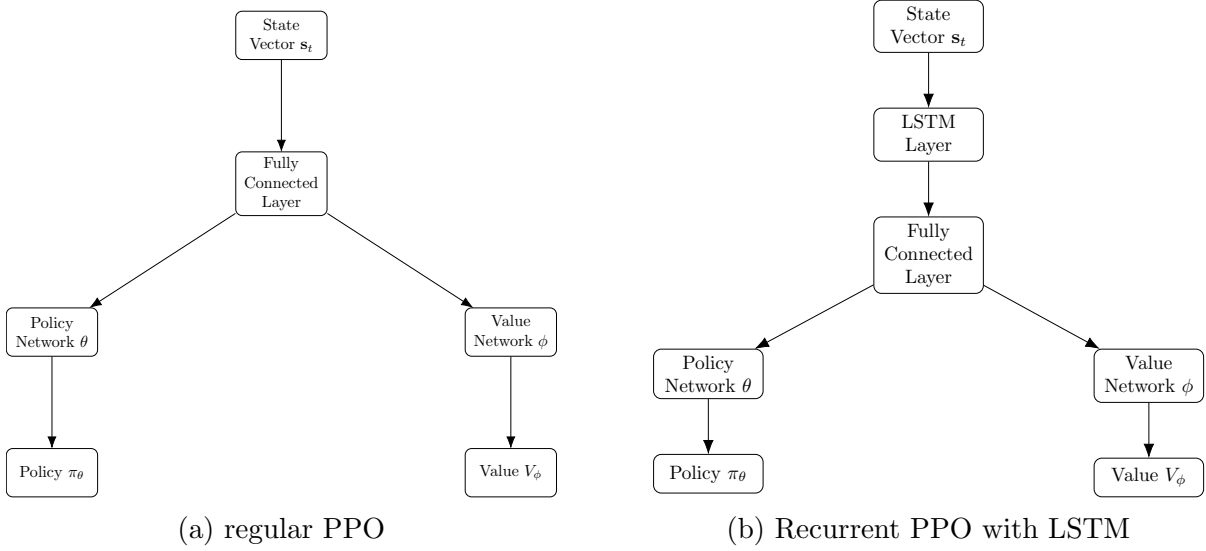 State
Vector s_t
Fully
Connected
Layer
Policy
Network θ
Value
Network ϕ
Policy π_θ
Value V_ϕ
(a) regular PPO
State
Vector s_t
LSTM
Layer
Fully
Connected
Layer
Policy
Network θ
Value
Network ϕ
Policy π_θ
Value V_ϕ
(b) Recurrent PPO with LSTM